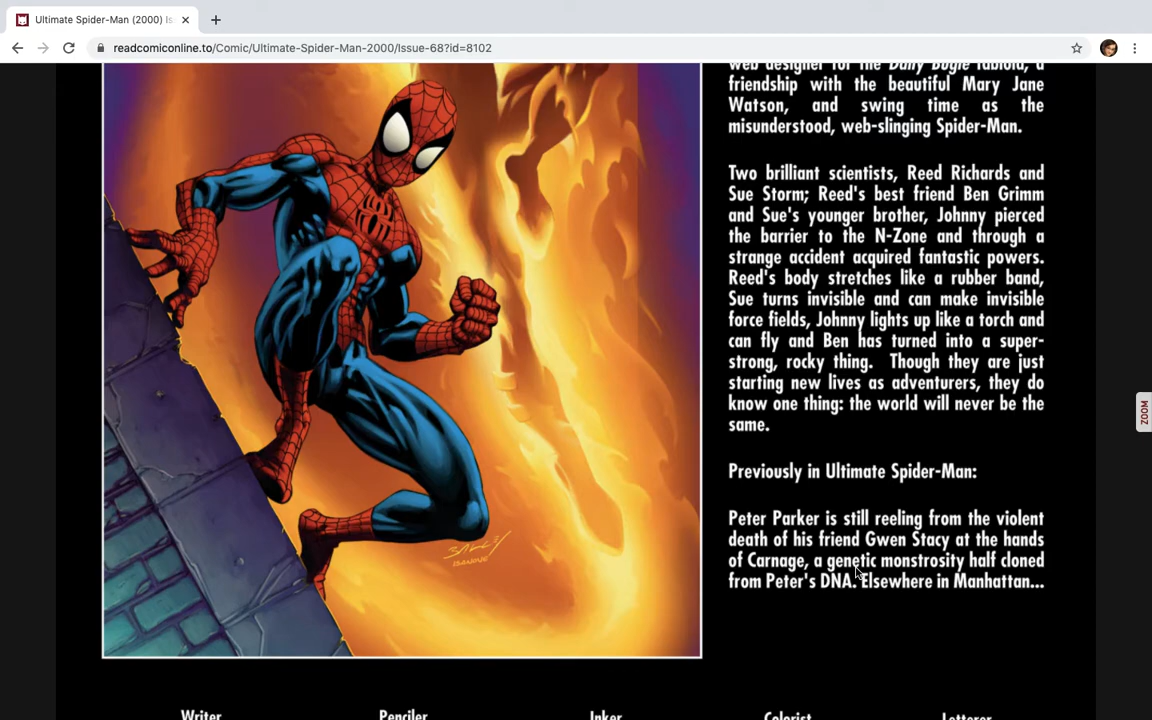 Ultimate Spider-Man (2000) Is
readcomiconline.to/Comic/Ultimate-Spider-Man-2000/Issue-68?id=8102
web designer for the Daily Bugle tabloid, a
friendship with the beautiful Mary Jane
Watson, and swing time as the
misunderstood, web-slinging Spider-Man.
Two brilliant scientists, Reed Richards and
Sue Storm; Reed's best friend Ben Grimm
and Sue's younger brother, Johnny pierced
the barrier to the N-Zone and through a
strange accident acquired fantastic powers.
Reed's body stretches like a rubber band,
Sue turns invisible and can make invisible
force fields, Johnny lights up like a torch and
can fly and Ben has turned into a super-
strong, rocky thing. Though they are just
starting new lives as adventurers, they do
know one thing: the world will never be the
same.
Previously in Ultimate Spider-Man:
Peter Parker is still reeling from the violent
death of his friend Gwen Stacy at the hands
of Carnage, a genetic monstrosity half cloned
from Peter's DNA. Elsewhere in Manhattan...
ZOOM
BAGLEY
Writer Penciler Inker Colorist Letterer